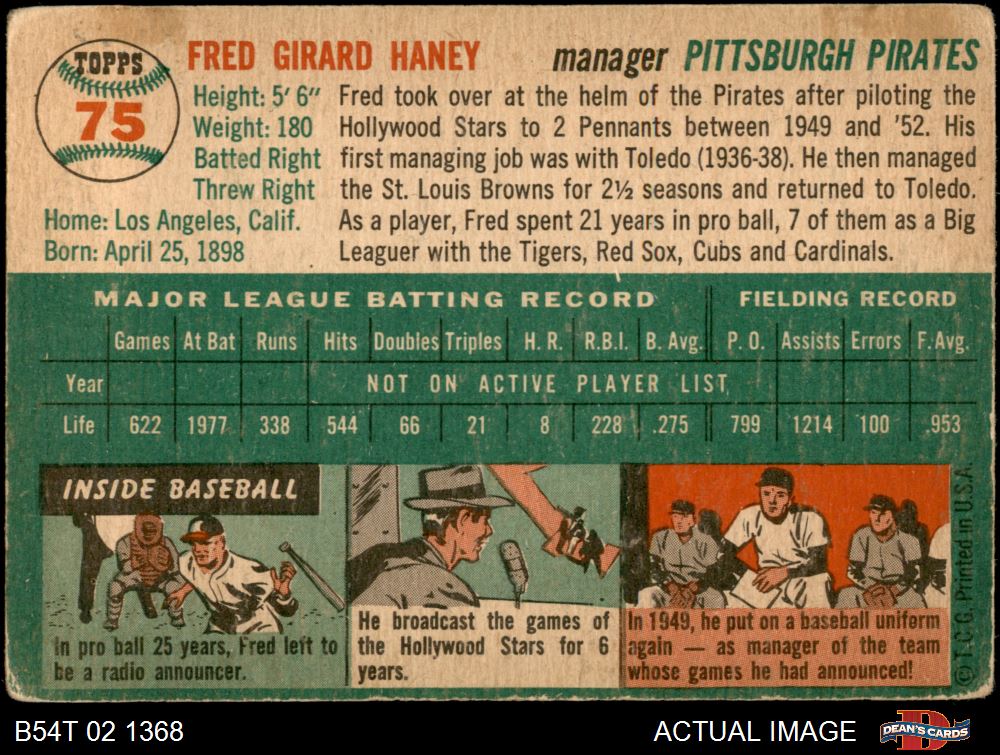 TOPPS
75
FRED GIRARD HANEY manager PITTSBURGH PIRATES
Height: 5' 6"
Weight: 180
Batted Right
Threw Right
Home: Los Angeles, Calif.
Born: April 25, 1898
Fred took over at the helm of the Pirates after piloting the
Hollywood Stars to 2 Pennants between 1949 and '52. His
first managing job was with Toledo (1936-38). He then managed
the St. Louis Browns for 2½ seasons and returned to Toledo.
As a player, Fred spent 21 years in pro ball, 7 of them as a Big
Leaguer with the Tigers, Red Sox, Cubs and Cardinals.
MAJOR LEAGUE BATTING RECORD FIELDING RECORD
Games At Bat Runs Hits Doubles Triples H. R. R.B.I. B. Avg. P. O. Assists Errors F. Avg.
Year NOT ON ACTIVE PLAYER LIST
Life 622 1977 338 544 66 21 8 228 .275 799 1214 100 .953
INSIDE BASEBALL
In pro ball 25 years, Fred left to
be a radio announcer.
He broadcast the games of
the Hollywood Stars for 6
years.
In 1949, he put on a baseball uniform
again — as manager of the team
whose games he had announced!
© T.C.G. Printed in U.S.A.
B54T 02 1368 ACTUAL IMAGE
D
DEAN'S CARDS